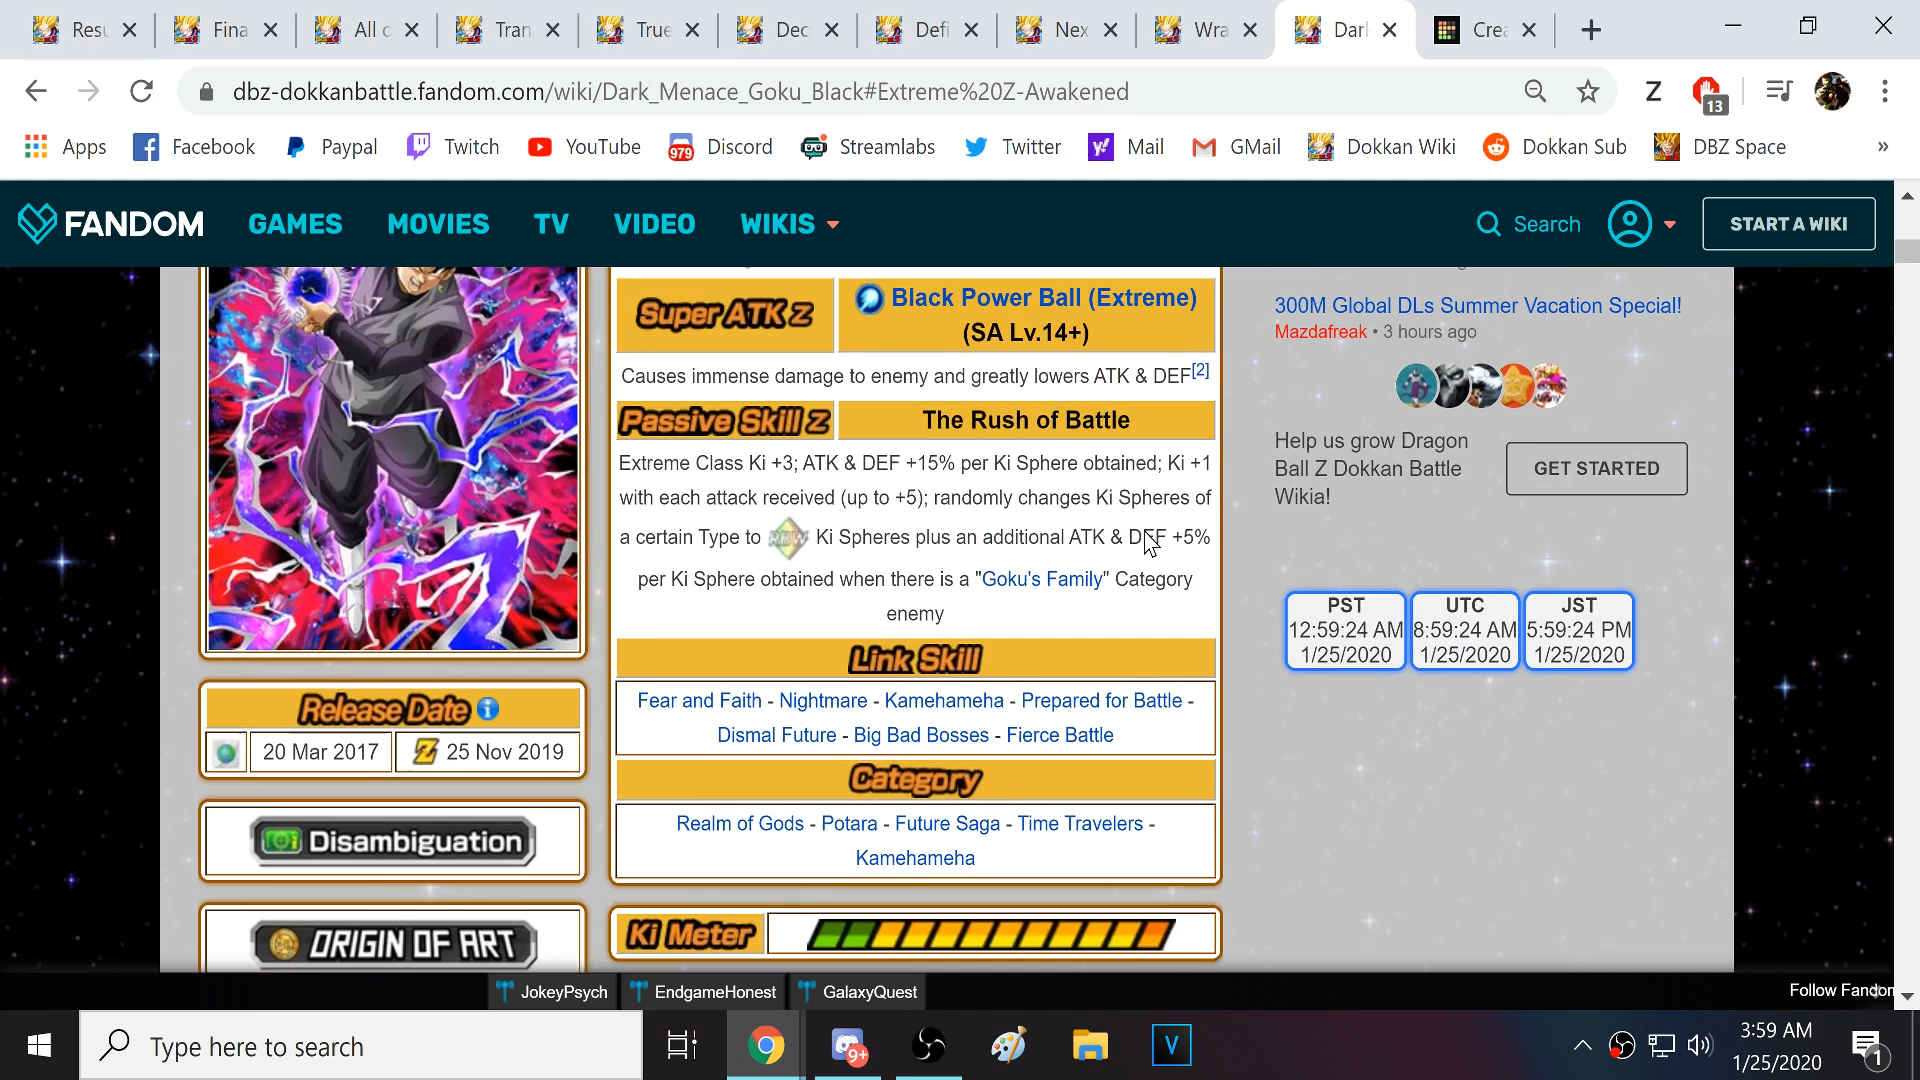 Resu
Fina
All c
Tran
True
Dec
Defi
Nex
Wra
Dar
Crea
dbz-dokkanbattle.fandom.com/wiki/Dark_Menace_Goku_Black#Extreme%20Z-Awakened
Z
13
Apps
Facebook
Paypal
Twitch
YouTube
979
Discord
Streamlabs
Twitter
Mail
GMail
Dokkan Wiki
Dokkan Sub
DBZ Space
»
FANDOM
GAMES
MOVIES
TV
VIDEO
WIKIS
Search
START A WIKI
Super ATK Z
Black Power Ball (Extreme)
(SA Lv.14+)
Causes immense damage to enemy and greatly lowers ATK & DEF[2]
Passive Skill Z
The Rush of Battle
Extreme Class Ki +3; ATK & DEF +15% per Ki Sphere obtained; Ki +1
with each attack received (up to +5); randomly changes Ki Spheres of
a certain Type to RBW Ki Spheres plus an additional ATK & DEF +5%
per Ki Sphere obtained when there is a "Goku's Family" Category
enemy
Link Skill
Fear and Faith - Nightmare - Kamehameha - Prepared for Battle -
Dismal Future - Big Bad Bosses - Fierce Battle
Category
Realm of Gods - Potara - Future Saga - Time Travelers -
Kamehameha
Ki Meter
Release Date
20 Mar 2017
Z 25 Nov 2019
Disambiguation
ORIGIN OF ART
300M Global DLs Summer Vacation Special!
Mazdafreak • 3 hours ago
Help us grow Dragon
Ball Z Dokkan Battle
Wikia!
GET STARTED
PST
12:59:24 AM
1/25/2020
UTC
8:59:24 AM
1/25/2020
JST
5:59:24 PM
1/25/2020
JokeyPsych
EndgameHonest
GalaxyQuest
Follow Fandom
Type here to search
9+
V
3:59 AM
1/25/2020
1